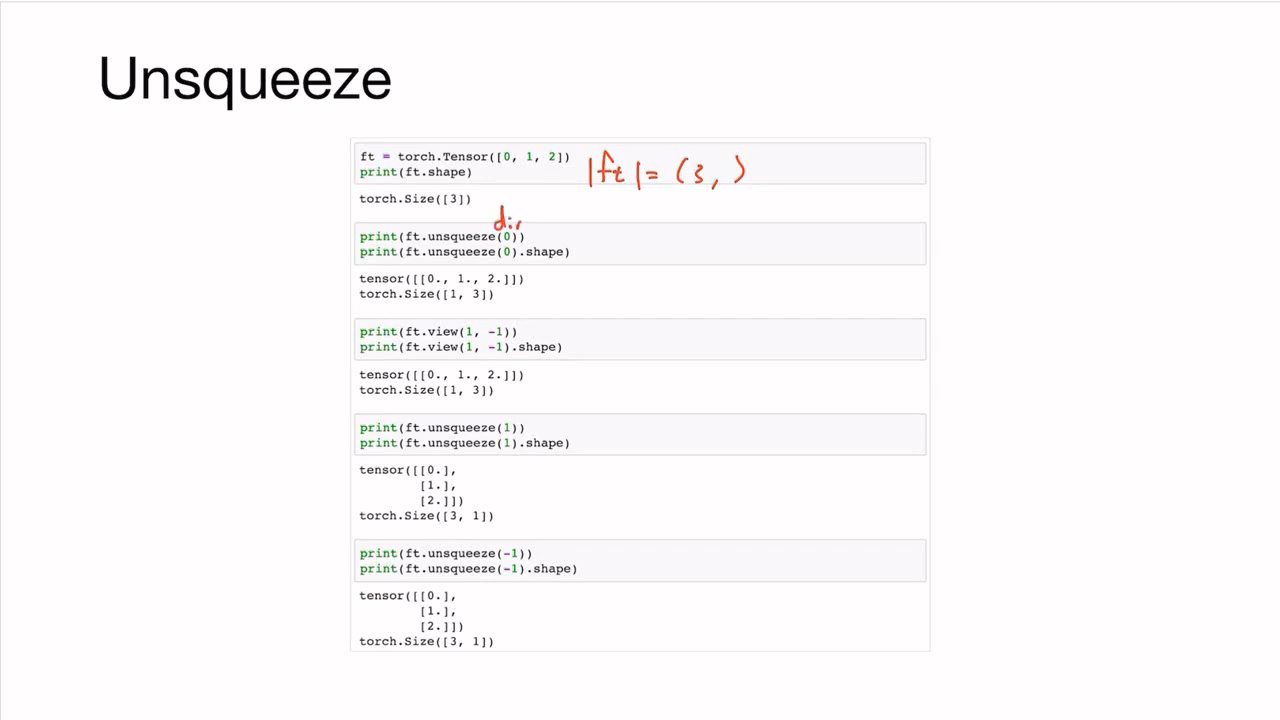 Unsqueeze
ft = torch.Tensor([0, 1, 2])
print(ft.shape)
|ft| = (3, )
torch.Size([3])
print(ft.unsqueeze(0))
print(ft.unsqueeze(0).shape)
tensor([[0., 1., 2.]])
torch.Size([1, 3])
print(ft.view(1, -1))
print(ft.view(1, -1).shape)
tensor([[0., 1., 2.]])
torch.Size([1, 3])
print(ft.unsqueeze(1))
print(ft.unsqueeze(1).shape)
tensor([[0.],
[1.],
[2.]])
torch.Size([3, 1])
print(ft.unsqueeze(-1))
print(ft.unsqueeze(-1).shape)
tensor([[0.],
[1.],
[2.]])
torch.Size([3, 1])